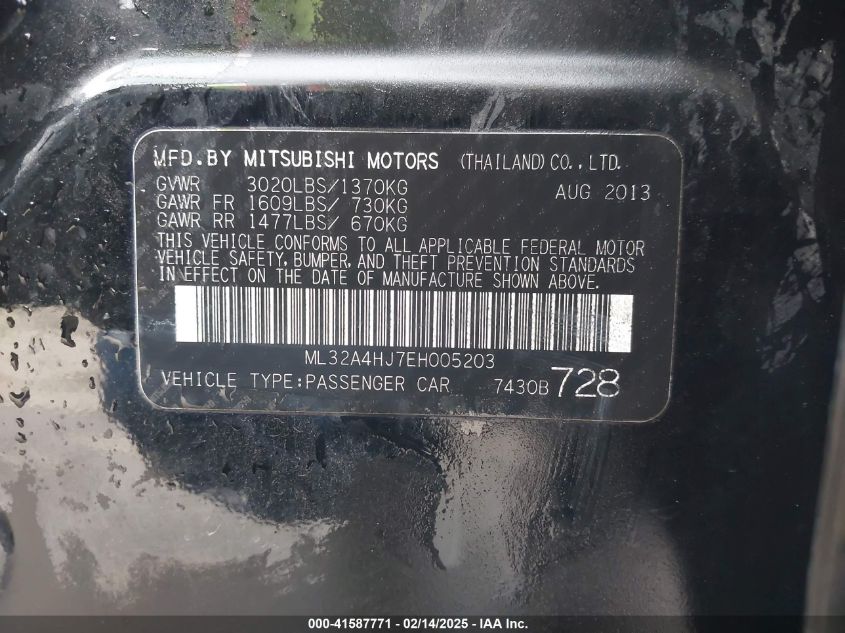 MFD.BY MITSUBISHI MOTORS (THAILAND)CO.,LTD.
GVWR 3020LBS/1370KG AUG 2013
GAWR FR 1609LBS/ 730KG
GAWR RR 1477LBS/ 670KG
THIS VEHICLE CONFORMS TO ALL APPLICABLE FEDERAL MOTOR
VEHICLE SAFETY, BUMPER, AND THEFT PREVENTION STANDARDS
IN EFFECT ON THE DATE OF MANUFACTURE SHOWN ABOVE.
ML32A4HJ7EH005203
VEHICLE TYPE:PASSENGER CAR 7430B 728
000-41587771 | 02/14/2025 - IAA Inc.